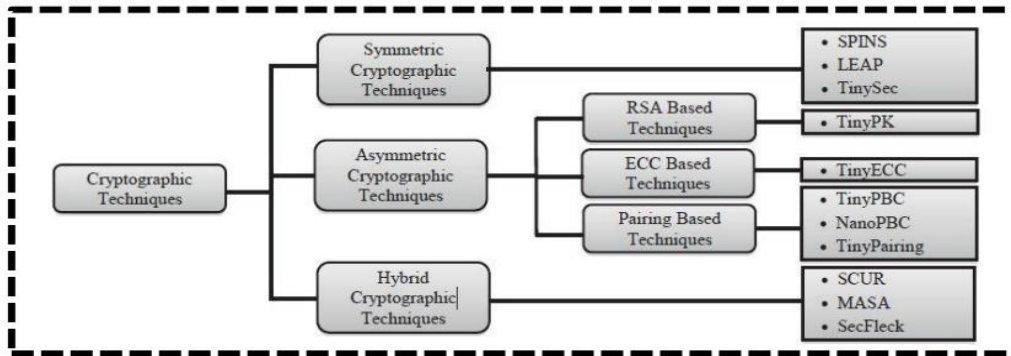 Cryptographic
Techniques
Symmetric
Cryptographic
Techniques
• SPINS
• LEAP
• TinySec
Asymmetric
Cryptographic
Techniques
RSA Based
Techniques
• TinyPK
ECC Based
Techniques
• TinyECC
Pairing Based
Techniques
• TinyPBC
• NanoPBC
• TinyPairing
Hybrid
Cryptographic
Techniques
• SCUR
• MASA
• SecFleck